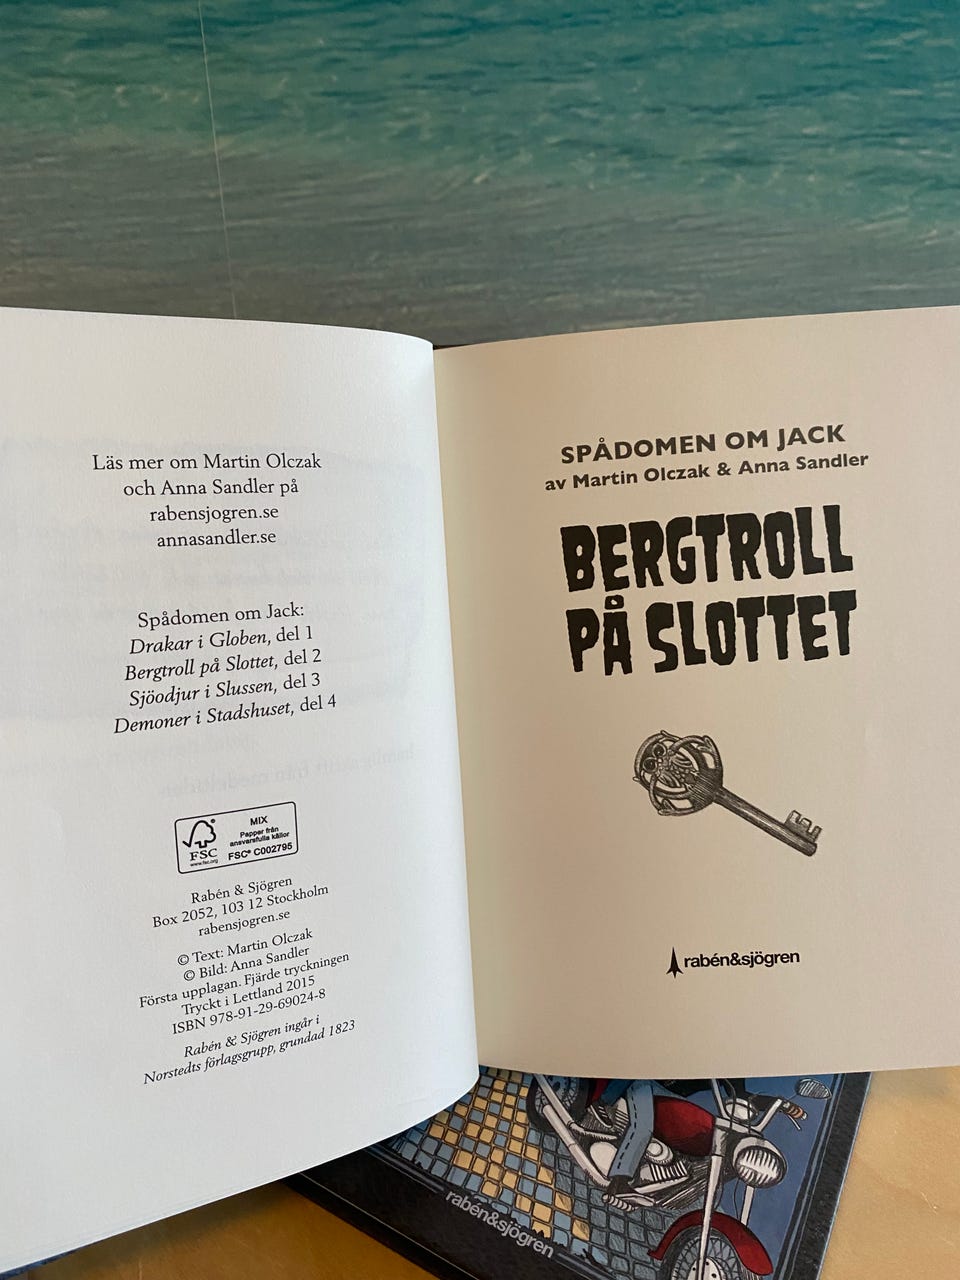 Läs mer om Martin Olczak
och Anna Sandler på
rabensjogren.se
annasandler.se
Spådomen om Jack:
Drakar i Globen, del 1
Bergtroll på Slottet, del 2
Sjöodjur i Slussen, del 3
Demoner i Stadshuset, del 4
FSC
www.fsc.org
MIX
Papper från
ansvarsfulla källor
FSC® C002795
Rabén & Sjögren
Box 2052, 103 12 Stockholm
rabensjogren.se
© Text: Martin Olczak
© Bild: Anna Sandler
Första upplagan. Fjärde tryckningen
Tryckt i Lettland 2015
ISBN 978-91-29-69024-8
Rabén & Sjögren ingår i
Norstedts förlagsgrupp, grundad 1823
SPÅDOMEN OM JACK
av Martin Olczak & Anna Sandler
BERGTROLL
PÅ SLOTTET
rabén&sjögren
rabén&sjögren